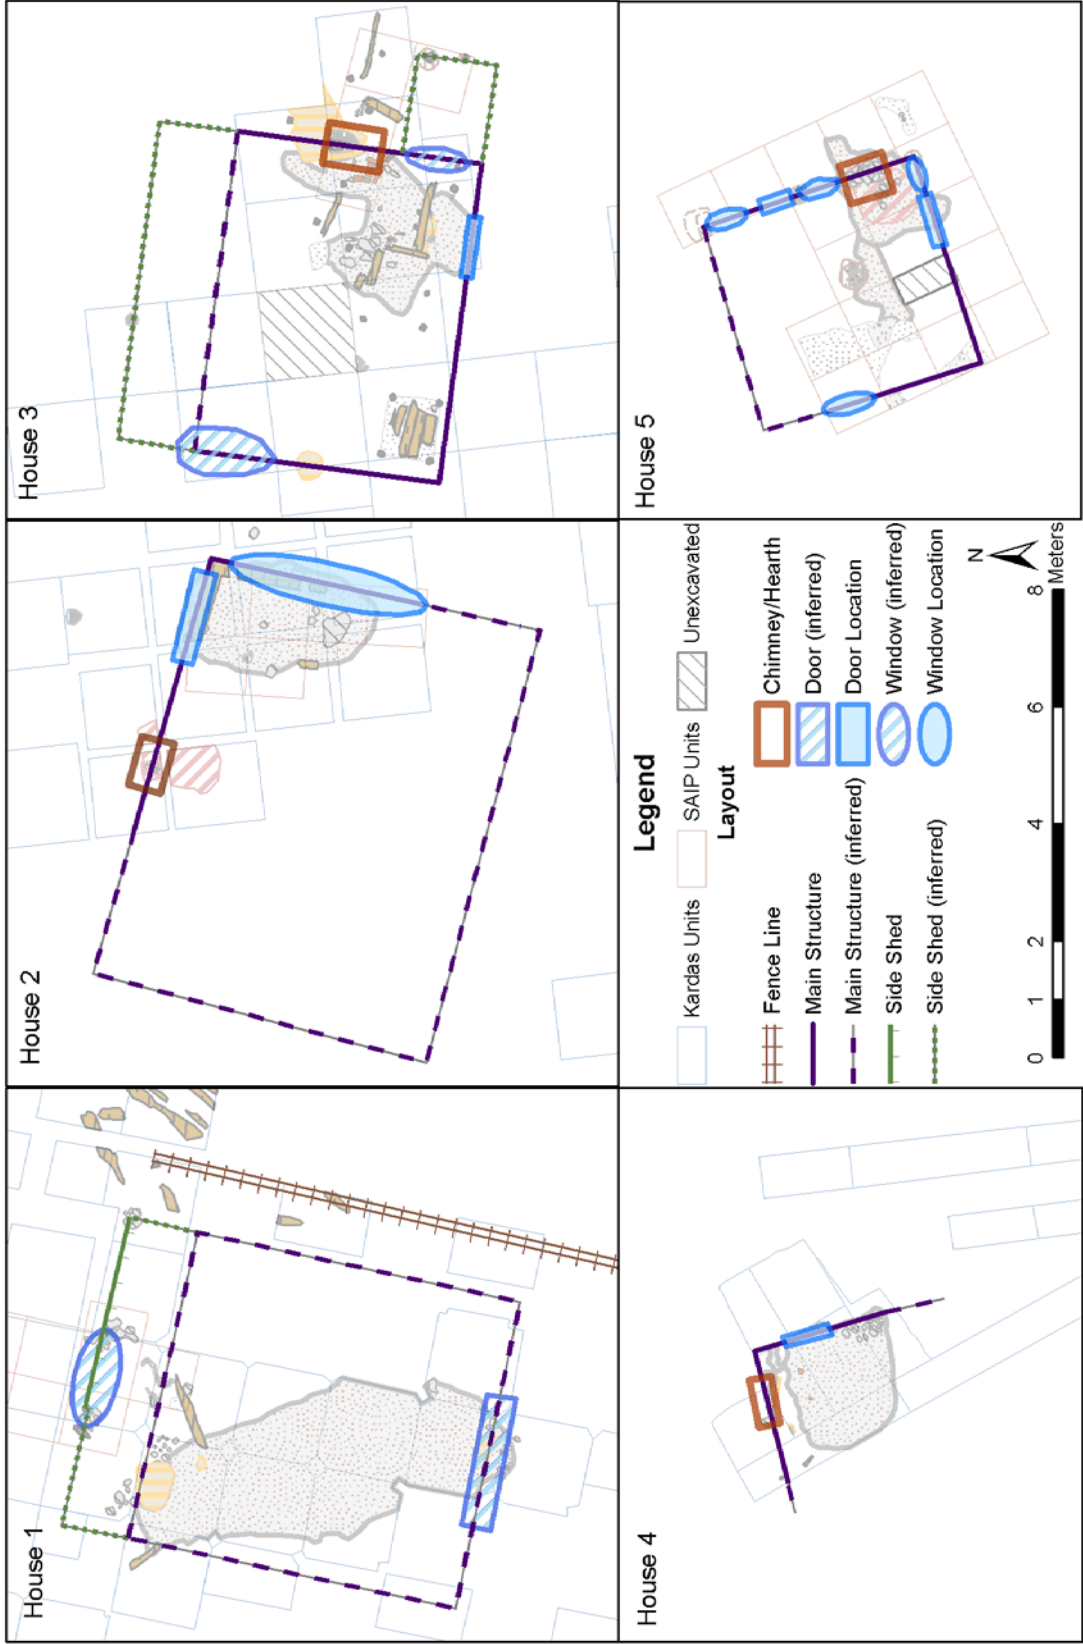 House 1
House 2
House 3
House 4
Legend
Kardas Units
SAIP Units
Unexcavated
Layout
Fence Line
Main Structure
Main Structure (inferred)
Side Shed
Side Shed (inferred)
Chimney/Hearth
Door (inferred)
Door Location
Window (inferred)
Window Location
N
0 1 2 4 6 8
Meters
House 5